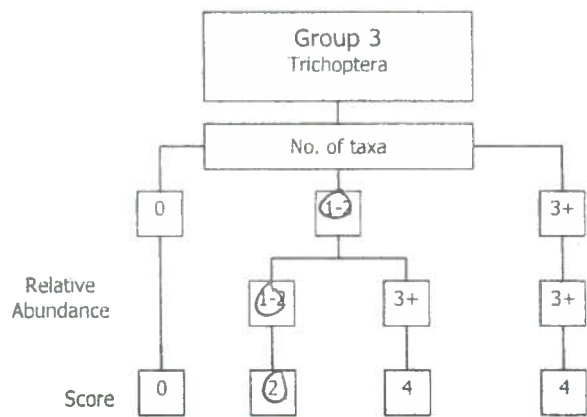 Group 3
Trichoptera
No. of taxa
0 1-2 3+
Relative
Abundance
1-2 3+ 3+
Score 0 2 4 4